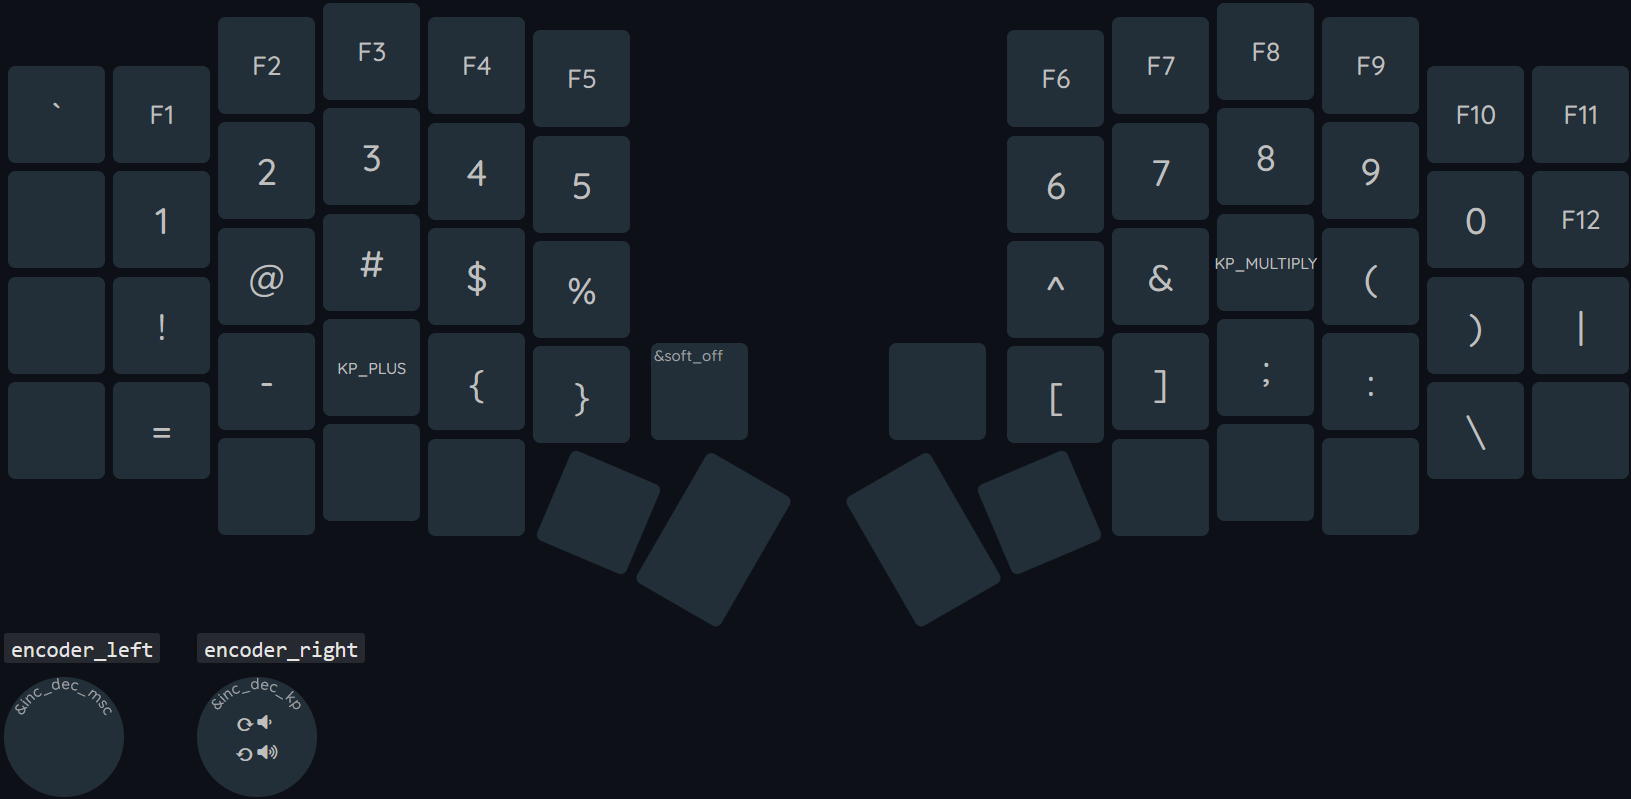 ` F1 F2 F3 F4 F5 F6 F7 F8 F9 F10 F11
1 2 3 4 5 6 7 8 9 0 F12
! @ # $ % ^ & KP_MULTIPLY ( ) |
= - KP_PLUS { } &soft_off [ ] ; : \
encoder_left encoder_right
&inc_dec_msc &inc_dec_kp